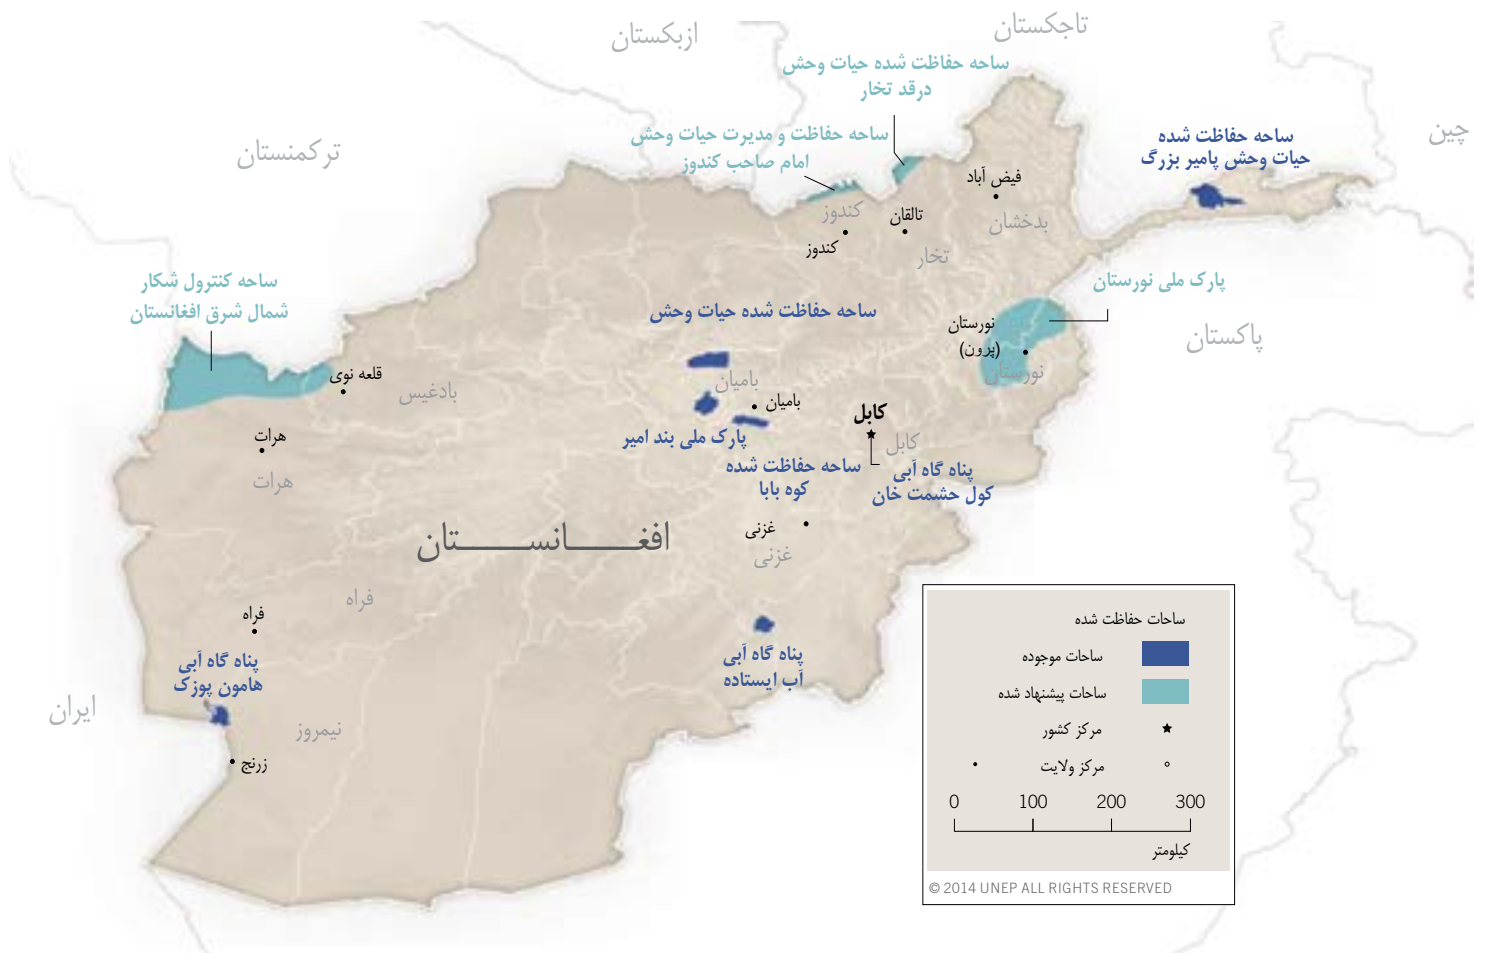 ازبکستان
تاجکستان
ترکمنستان
چین
پاکستان
ایران
ساحه حفاظت شده حیات وحش
درقد تخار
ساحه حفاظت و مدیرت حیات وحش
امام صاحب کندوز
ساحه حفاظت شده
حیات وحش پامیر بزرگ
فیض آباد
بدخشان
تالقان
تخار
کندوز
کندوز
پارک ملی نورستان
نورستان
(پرون)
نورستان
ساحه کنترول شکار
شمال شرق افغانستان
قلعه نوی
بادغیس
ساحه حفاظت شده حیات وحش
بامیان
بامیان
پارک ملی بند امیر
کابل
کابل
ساحه حفاظت شده
کوه بابا
پناه گاه آبی
کول حشمت خان
هرات
هرات
غزنی
غزنی
افغـــــانســـــــتان
فراه
فراه
پناه گاه آبی
هامون پوزک
پناه گاه آبی
آب ایستاده
نیمروز
زرنج
ساحات حفاظت شده
ساحات موجوده
ساحات پیشنهاد شده
مرکز کشور
مرکز ولایت
0 100 200 300
کیلومتر
© 2014 UNEP ALL RIGHTS RESERVED